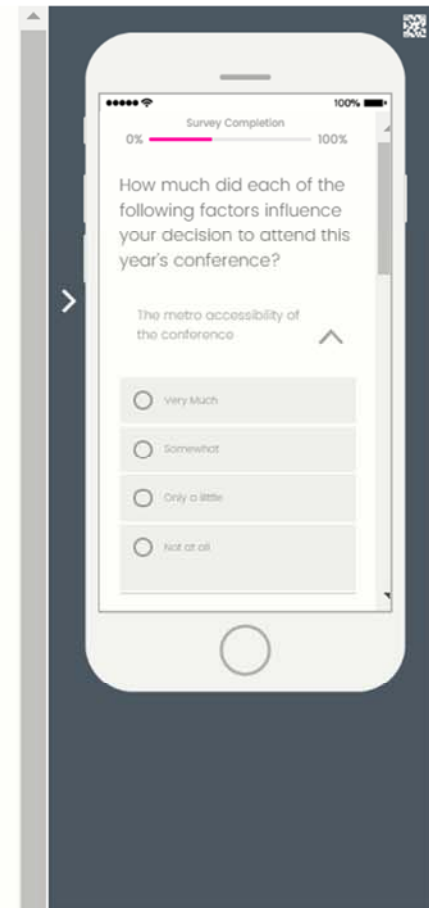 100%
Survey Completion
0% 100%
How much did each of the
following factors influence
your decision to attend this
year's conference?
The metro accessibility of
the conference
Very Much
Somewhat
Only a little
Not at all